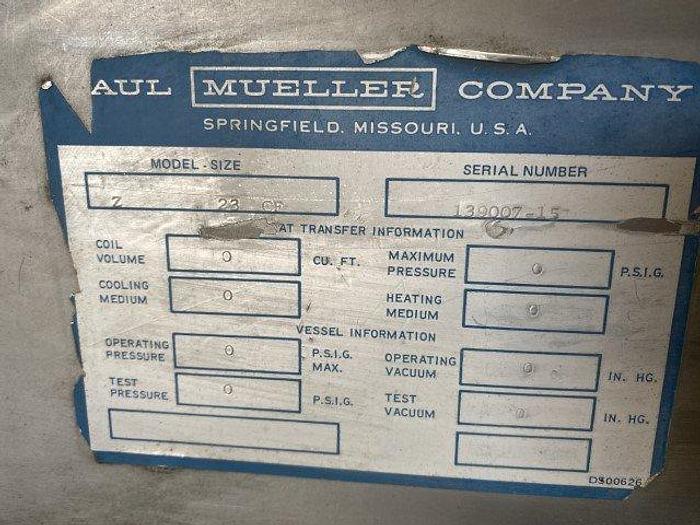 AUL MUELLER COMPANY
SPRINGFIELD, MISSOURI, U.S.A.
MODEL - SIZE SERIAL NUMBER
Z 23 CF 139007-15
AT TRANSFER INFORMATION
COIL VOLUME 0 CU. FT. MAXIMUM PRESSURE 0 P.S.I.G.
COOLING MEDIUM 0 HEATING MEDIUM 0
VESSEL INFORMATION
OPERATING PRESSURE 0 P.S.I.G. MAX. OPERATING VACUUM 0 IN. HG.
TEST PRESSURE 0 P.S.I.G. TEST VACUUM 0 IN. HG.
DS00626